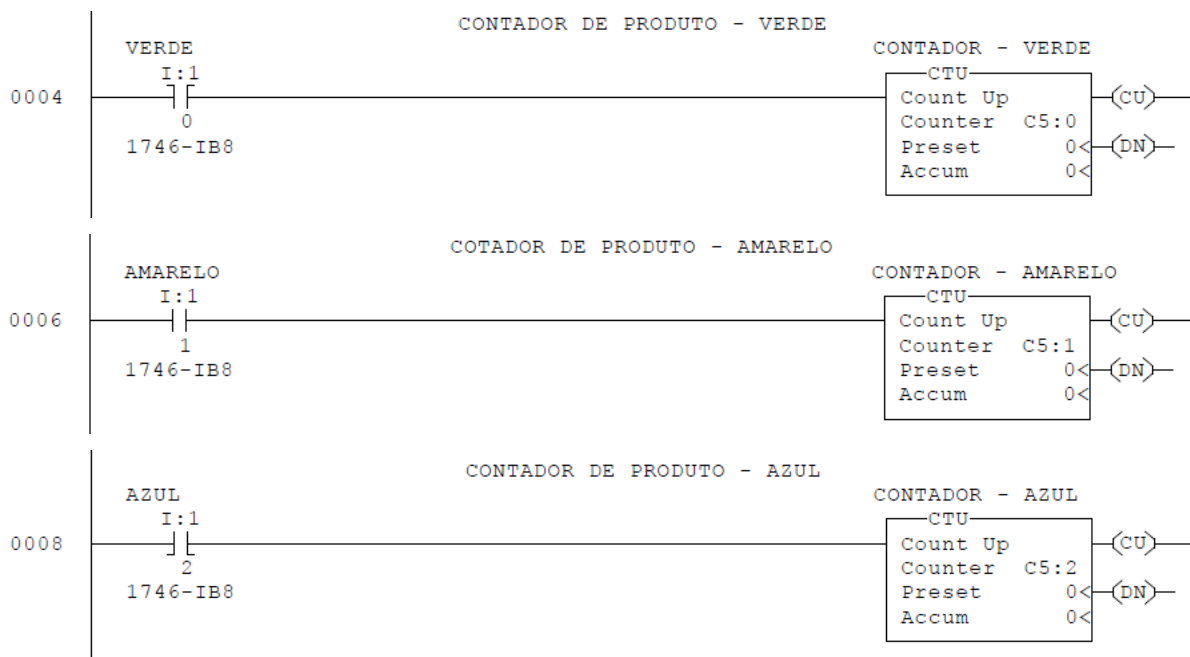 CONTADOR DE PRODUTO - VERDE
VERDE
CONTADOR - VERDE
I:1
CTU
0004
Count Up
(CU)
0
Counter C5:0
1746-IB8
Preset 0<
(DN)
Accum 0<
COTADOR DE PRODUTO - AMARELO
AMARELO
CONTADOR - AMARELO
I:1
CTU
0006
Count Up
(CU)
1
Counter C5:1
1746-IB8
Preset 0<
(DN)
Accum 0<
CONTADOR DE PRODUTO - AZUL
AZUL
CONTADOR - AZUL
I:1
CTU
0008
Count Up
(CU)
2
Counter C5:2
1746-IB8
Preset 0<
(DN)
Accum 0<